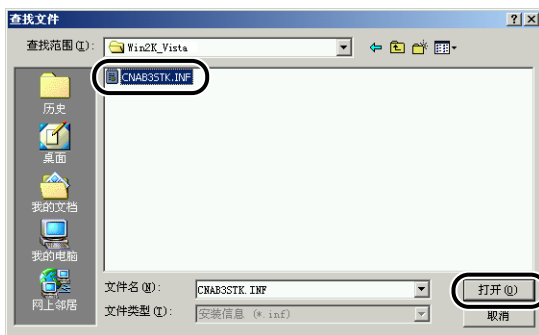 查找文件
查找范围(I): Win2K_Vista
CNAB3STK.INF
历史
桌面
我的文档
我的电脑
网上邻居
文件名(N): CNAB3STK.INF 打开(O)
文件类型(T): 安装信息 (*.inf) 取消